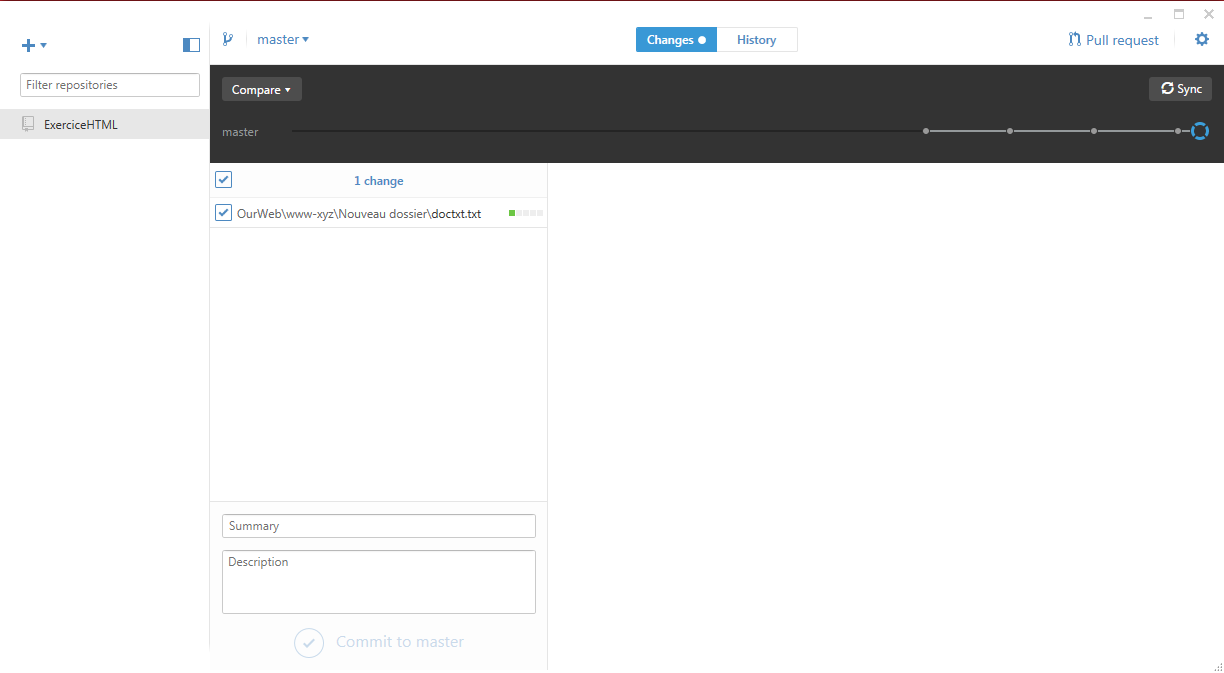 master
Changes
History
Pull request
Filter repositories
Compare
Sync
ExerciceHTML
master
1 change
OurWeb\www-xyz\Nouveau dossier\doctxt.txt
Summary
Description
Commit to master